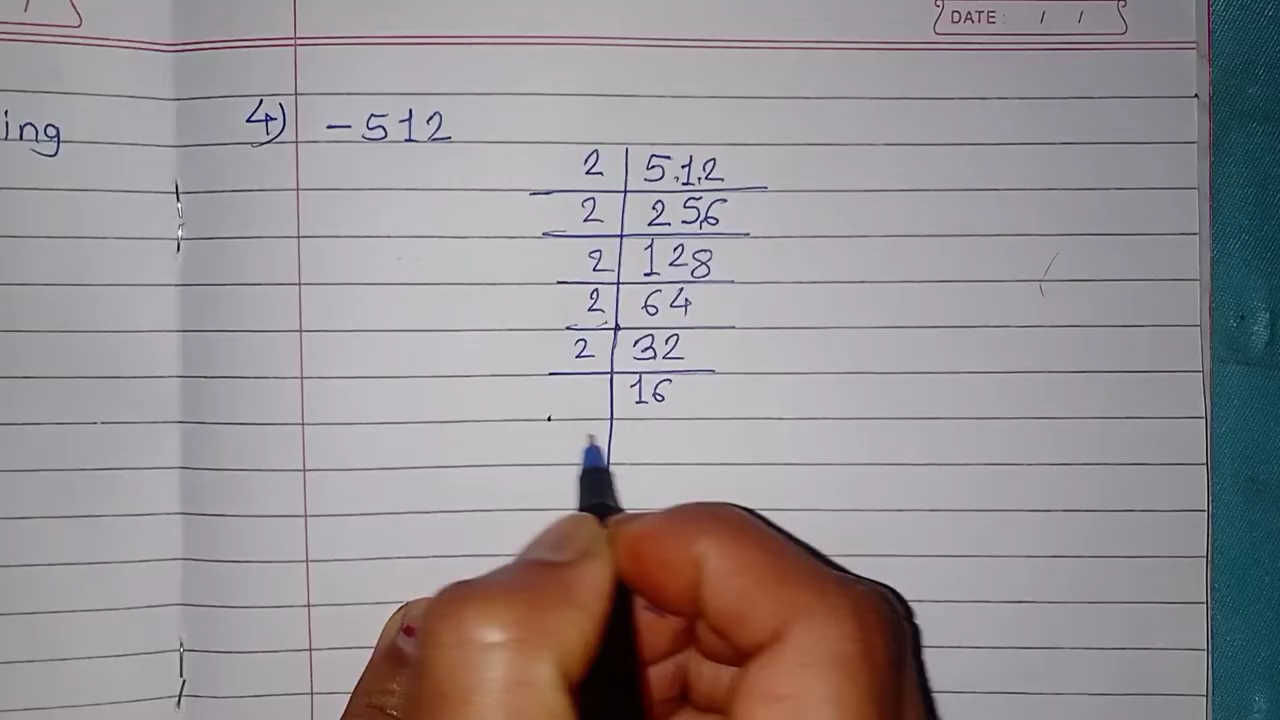 DATE: / /
ing
4) -512
2 | 512
2 | 256
2 | 128
2 | 64
2 | 32
16